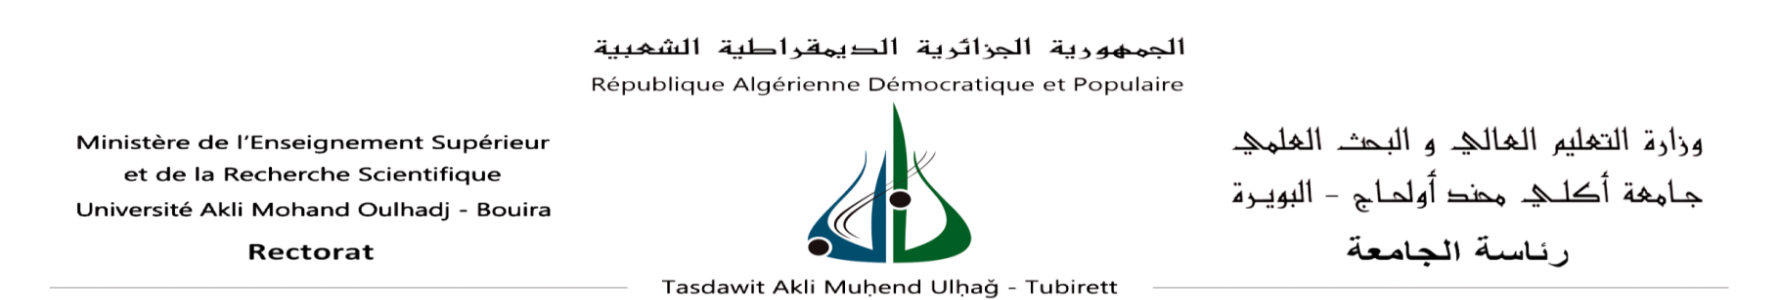 الجمهورية الجزائرية الديمقراطية الشعبية
République Algérienne Démocratique et Populaire
Ministère de l'Enseignement Supérieur
et de la Recherche Scientifique
Université Akli Mohand Oulhadj - Bouira
Rectorat
وزارة التعليم العالي و البحث العلمي
جامعة أكلي محند أولحاج - البويرة
رئاسة الجامعة
Tasdawit Akli Muḥend Ulḥağ - Tubirett